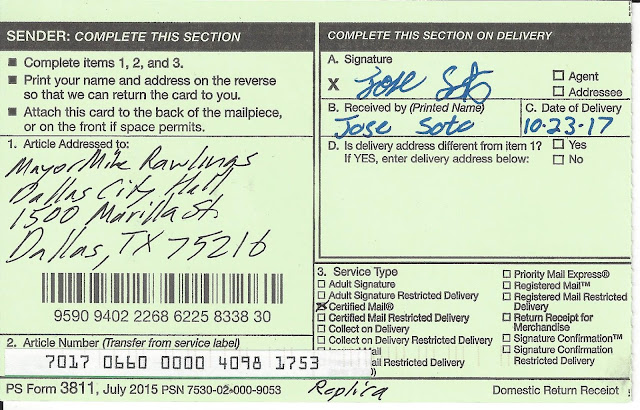 SENDER: COMPLETE THIS SECTION
■ Complete items 1, 2, and 3.
■ Print your name and address on the reverse
so that we can return the card to you.
■ Attach this card to the back of the mailpiece,
or on the front if space permits.
1. Article Addressed to:
Mayor Mike Rawlings
Dallas City Hall
1500 Marilla St.
Dallas, TX 75216
9590 9402 2268 6225 8338 30
2. Article Number (Transfer from service label)
7017 0660 0000 4098 1753
COMPLETE THIS SECTION ON DELIVERY
A. Signature
X Jose Soto
☐ Agent
☐ Addressee
B. Received by (Printed Name)
Jose Soto
C. Date of Delivery
10-23-17
D. Is delivery address different from item 1? ☐ Yes
If YES, enter delivery address below: ☐ No
3. Service Type
☐ Adult Signature
☐ Adult Signature Restricted Delivery
☒ Certified Mail®
☐ Certified Mail Restricted Delivery
☐ Collect on Delivery
☐ Collect on Delivery Restricted Delivery
Mail
Restricted Delivery
☐ Priority Mail Express®
☐ Registered Mail™
☐ Registered Mail Restricted
Delivery
☐ Return Receipt for
Merchandise
☐ Signature Confirmation™
☐ Signature Confirmation
Restricted Delivery
PS Form 3811, July 2015 PSN 7530-02-000-9053
Replica
Domestic Return Receipt